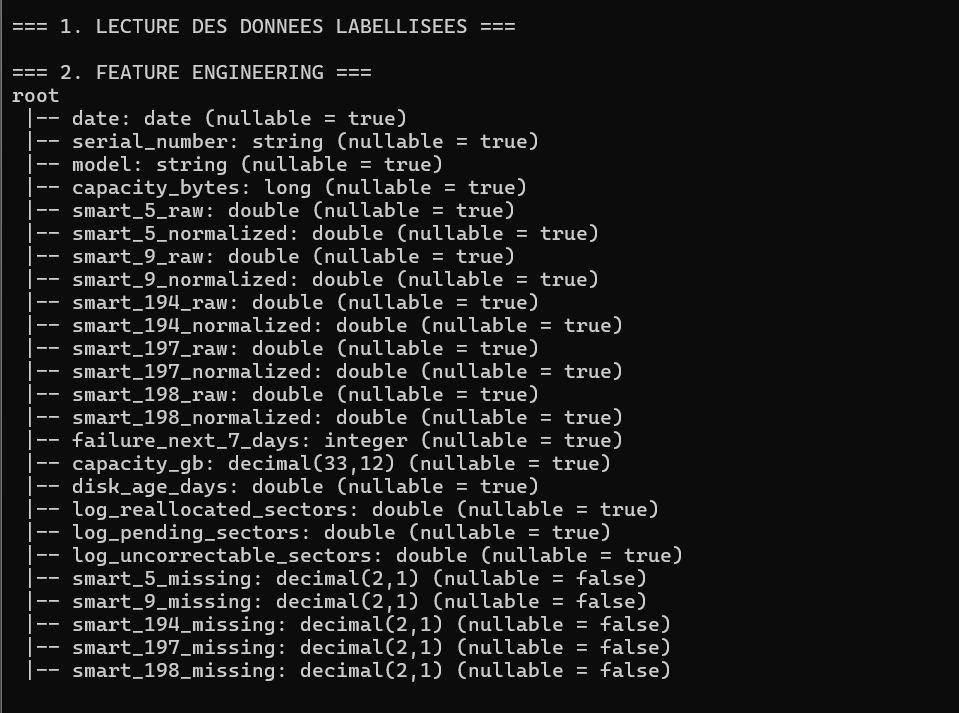 === 1. LECTURE DES DONNEES LABELLISEES ===
=== 2. FEATURE ENGINEERING ===
root
 |-- date: date (nullable = true)
 |-- serial_number: string (nullable = true)
 |-- model: string (nullable = true)
 |-- capacity_bytes: long (nullable = true)
 |-- smart_5_raw: double (nullable = true)
 |-- smart_5_normalized: double (nullable = true)
 |-- smart_9_raw: double (nullable = true)
 |-- smart_9_normalized: double (nullable = true)
 |-- smart_194_raw: double (nullable = true)
 |-- smart_194_normalized: double (nullable = true)
 |-- smart_197_raw: double (nullable = true)
 |-- smart_197_normalized: double (nullable = true)
 |-- smart_198_raw: double (nullable = true)
 |-- smart_198_normalized: double (nullable = true)
 |-- failure_next_7_days: integer (nullable = true)
 |-- capacity_gb: decimal(33,12) (nullable = true)
 |-- disk_age_days: double (nullable = true)
 |-- log_reallocated_sectors: double (nullable = true)
 |-- log_pending_sectors: double (nullable = true)
 |-- log_uncorrectable_sectors: double (nullable = true)
 |-- smart_5_missing: decimal(2,1) (nullable = false)
 |-- smart_9_missing: decimal(2,1) (nullable = false)
 |-- smart_194_missing: decimal(2,1) (nullable = false)
 |-- smart_197_missing: decimal(2,1) (nullable = false)
 |-- smart_198_missing: decimal(2,1) (nullable = false)